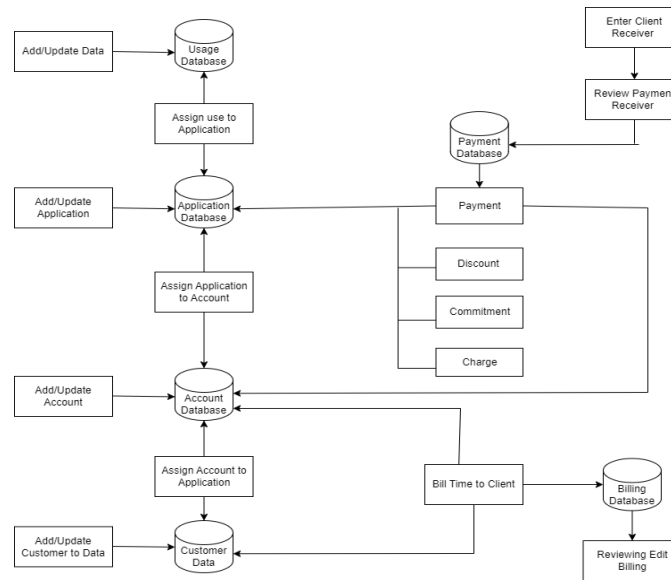 Enter Client
Receiver
Add/Update Data
Usage
Database
Review Payment
Receiver
Assign use to
Application
Payment
Database
Add/Update
Application
Application
Database
Payment
Discount
Assign Application
to Account
Commitment
Charge
Add/Update
Account
Account
Database
Assign Account to
Application
Bill Time to Client
Billing
Database
Add/Update
Customer to Data
Customer
Data
Reviewing Edit
Billing